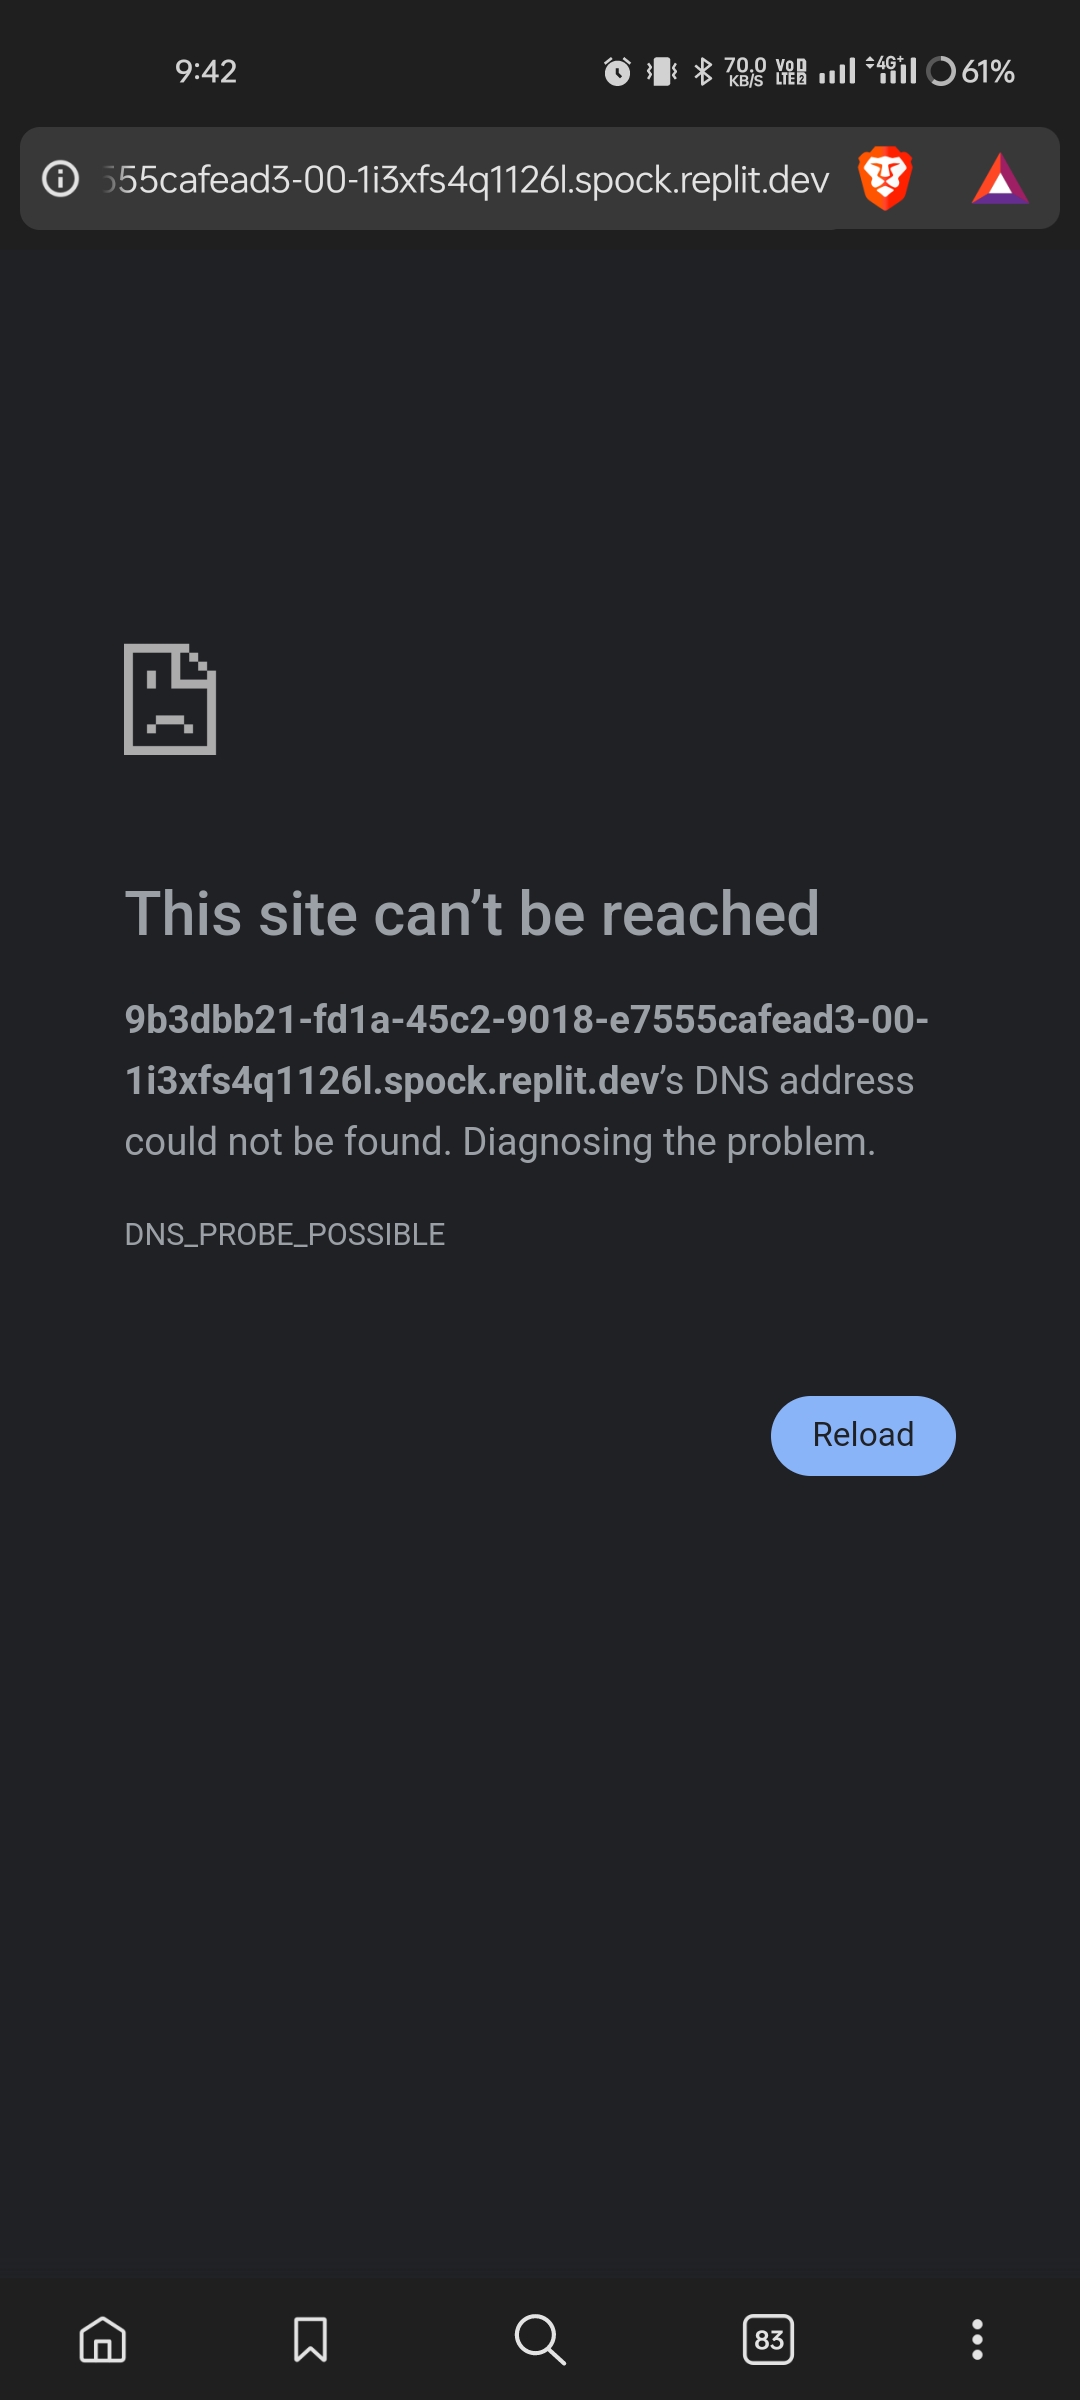 9:42
70.0
KB/S
Vo
LTE 2
4G+
61%
555cafead3-00-1i3xfs4q1126l.spock.replit.dev
This site can’t be reached
9b3dbb21-fd1a-45c2-9018-e7555cafead3-00-
1i3xfs4q1126l.spock.replit.dev’s DNS address
could not be found. Diagnosing the problem.
DNS_PROBE_POSSIBLE
Reload
83